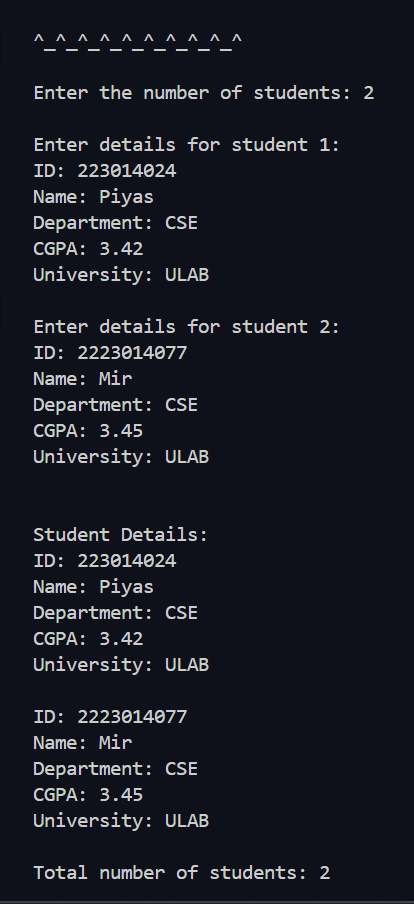 ^_^_^_^_^_^_^_^_^_^
Enter the number of students: 2
Enter details for student 1:
ID: 223014024
Name: Piyas
Department: CSE
CGPA: 3.42
University: ULAB
Enter details for student 2:
ID: 2223014077
Name: Mir
Department: CSE
CGPA: 3.45
University: ULAB
Student Details:
ID: 223014024
Name: Piyas
Department: CSE
CGPA: 3.42
University: ULAB
ID: 2223014077
Name: Mir
Department: CSE
CGPA: 3.45
University: ULAB
Total number of students: 2